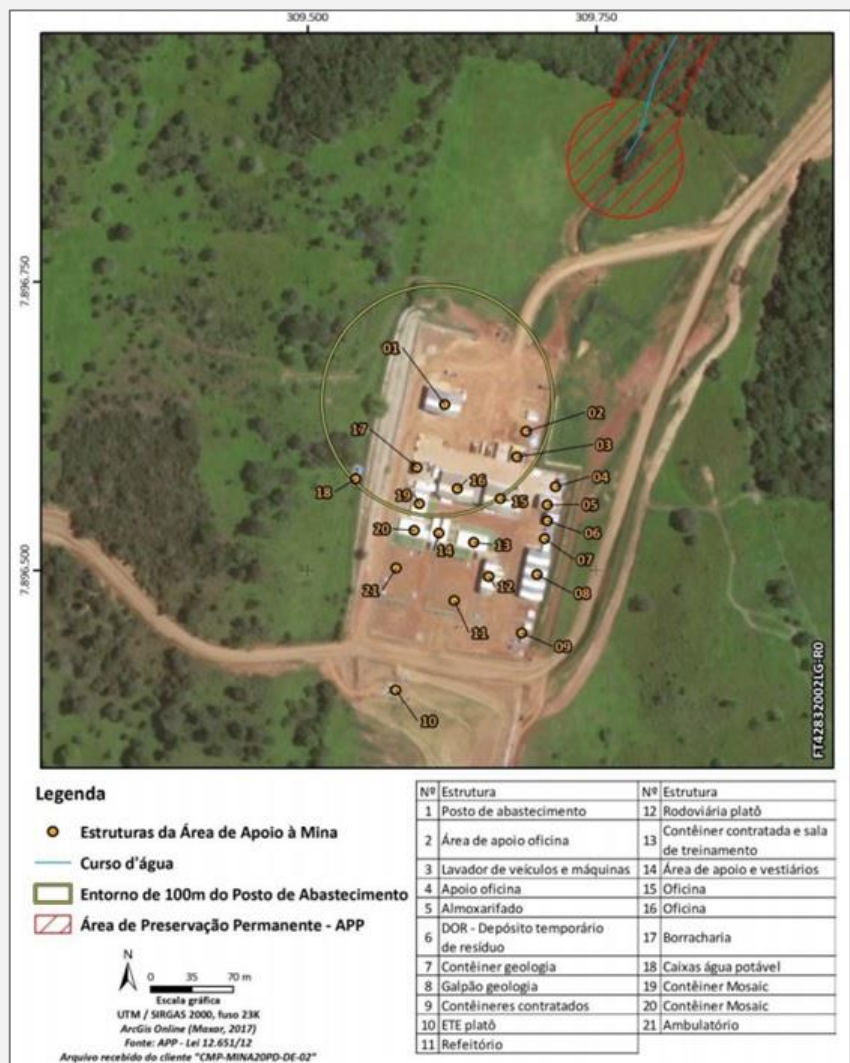 309.500
309.750
7.896.750
7.896.500
01
02
17
03
04
18
16
19
15
05
06
20
14
13
07
21
12
08
11
09
10
FT42832002LG-R0
Legenda
Estruturas da Área de Apoio à Mina
Curso d'água
Entorno de 100m do Posto de Abastecimento
Área de Preservação Permanente - APP
N
0 35 70 m
Escala gráfica
UTM / SIRGAS 2000, fuso 23K
ArcGis Online (Maxar, 2017)
Fonte: APP - Lei 12.651/12
Arquivo recebido do cliente "CMP-MINA20PD-DE-02"
Nº Estrutura
1 Posto de abastecimento
2 Área de apoio oficina
3 Lavador de veículos e máquinas
4 Apoio oficina
5 Almoxarifado
6 DOR - Depósito temporário
de resíduo
7 Contêiner geologia
8 Galpão geologia
9 Contêineres contratados
10 ETE platô
11 Refeitório
Nº Estrutura
12 Rodoviária platô
13 Contêiner contratada e sala
de treinamento
14 Área de apoio e vestiários
15 Oficina
16 Oficina
17 Borracharia
18 Caixas água potável
19 Contêiner Mosaic
20 Contêiner Mosaic
21 Ambulatório